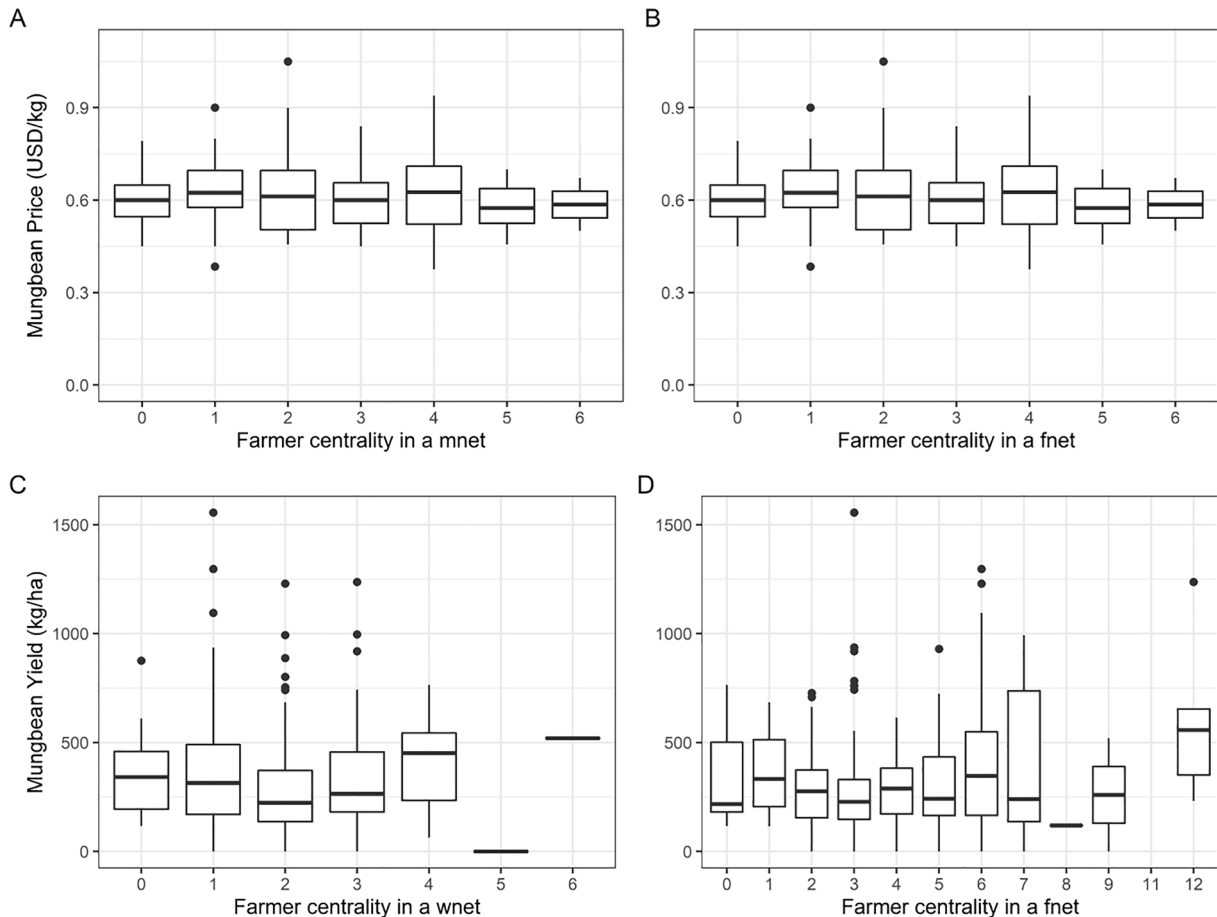 A
B
Mungbean Price (USD/kg)
0.9
0.6
0.3
0.0
0 1 2 3 4 5 6
Farmer centrality in a mnet
0.9
0.6
0.3
0.0
0 1 2 3 4 5 6
Farmer centrality in a fnet
C
D
Mungbean Yield (kg/ha)
1500
1000
500
0
0 1 2 3 4 5 6
Farmer centrality in a wnet
1500
1000
500
0
0 1 2 3 4 5 6 7 8 9 11 12
Farmer centrality in a fnet